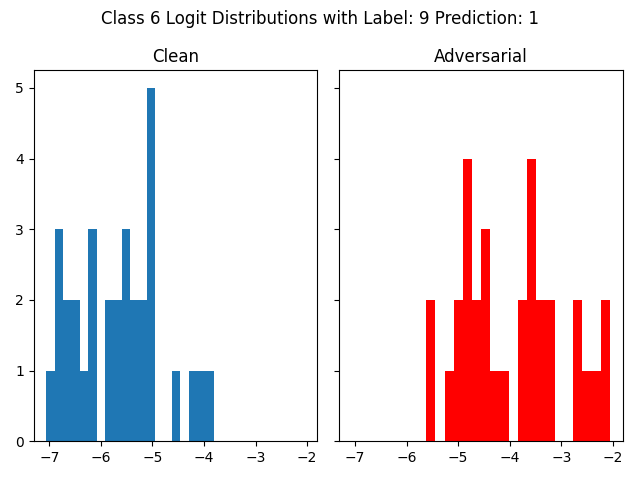 Class 6 Logit Distributions with Label: 9 Prediction: 1
Clean
Adversarial
5
4
3
2
1
0
−7 −6 −5 −4 −3 −2
−7 −6 −5 −4 −3 −2